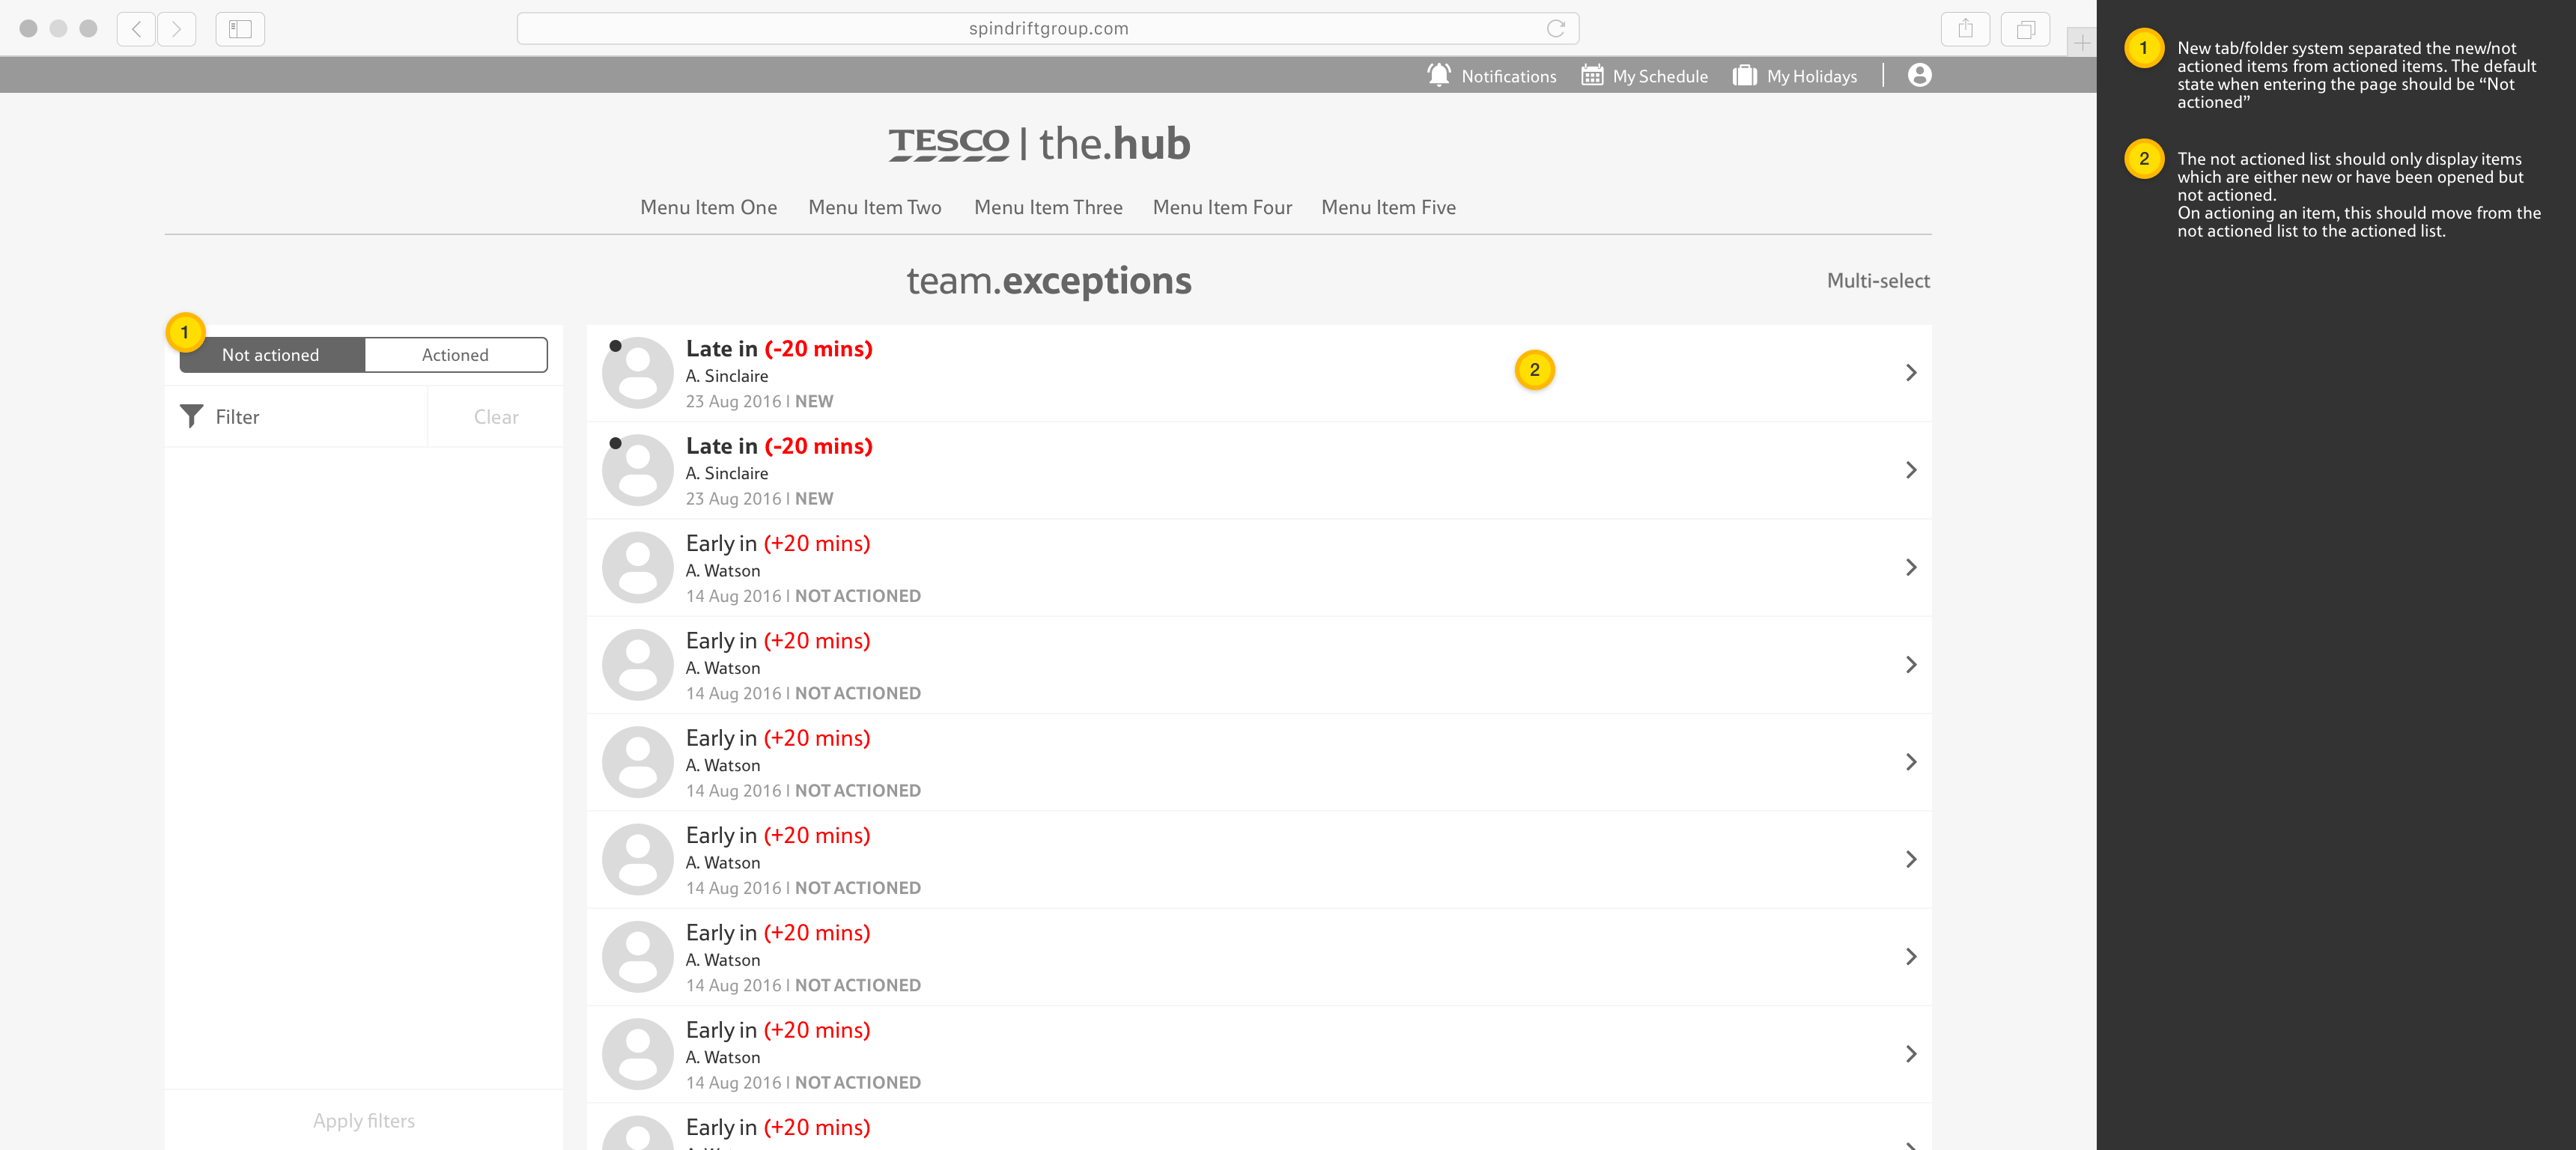 spindriftgroup.com
Notifications
My Schedule
My Holidays
TESCO | the.hub
Menu Item One
Menu Item Two
Menu Item Three
Menu Item Four
Menu Item Five
team.exceptions
Multi-select
1
Not actioned
Actioned
Filter
Clear
Apply filters
Late in (-20 mins)
A. Sinclaire
23 Aug 2016 | NEW
2
Late in (-20 mins)
A. Sinclaire
23 Aug 2016 | NEW
Early in (+20 mins)
A. Watson
14 Aug 2016 | NOT ACTIONED
Early in (+20 mins)
A. Watson
14 Aug 2016 | NOT ACTIONED
Early in (+20 mins)
A. Watson
14 Aug 2016 | NOT ACTIONED
Early in (+20 mins)
A. Watson
14 Aug 2016 | NOT ACTIONED
Early in (+20 mins)
A. Watson
14 Aug 2016 | NOT ACTIONED
Early in (+20 mins)
A. Watson
14 Aug 2016 | NOT ACTIONED
Early in (+20 mins)
1
New tab/folder system separated the new/not
actioned items from actioned items. The default
state when entering the page should be “Not
actioned”
2
The not actioned list should only display items
which are either new or have been opened but
not actioned.
On actioning an item, this should move from the
not actioned list to the actioned list.